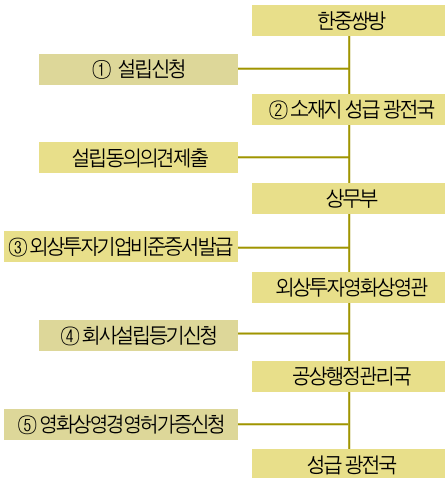 한중쌍방
① 설립신청
② 소재지 성급 광전국
설립동의의견제출
상무부
③ 외상투자기업비준증서발급
외상투자영화상영관
④ 회사설립등기신청
공상행정관리국
⑤ 영화상영경영허가증신청
성급 광전국